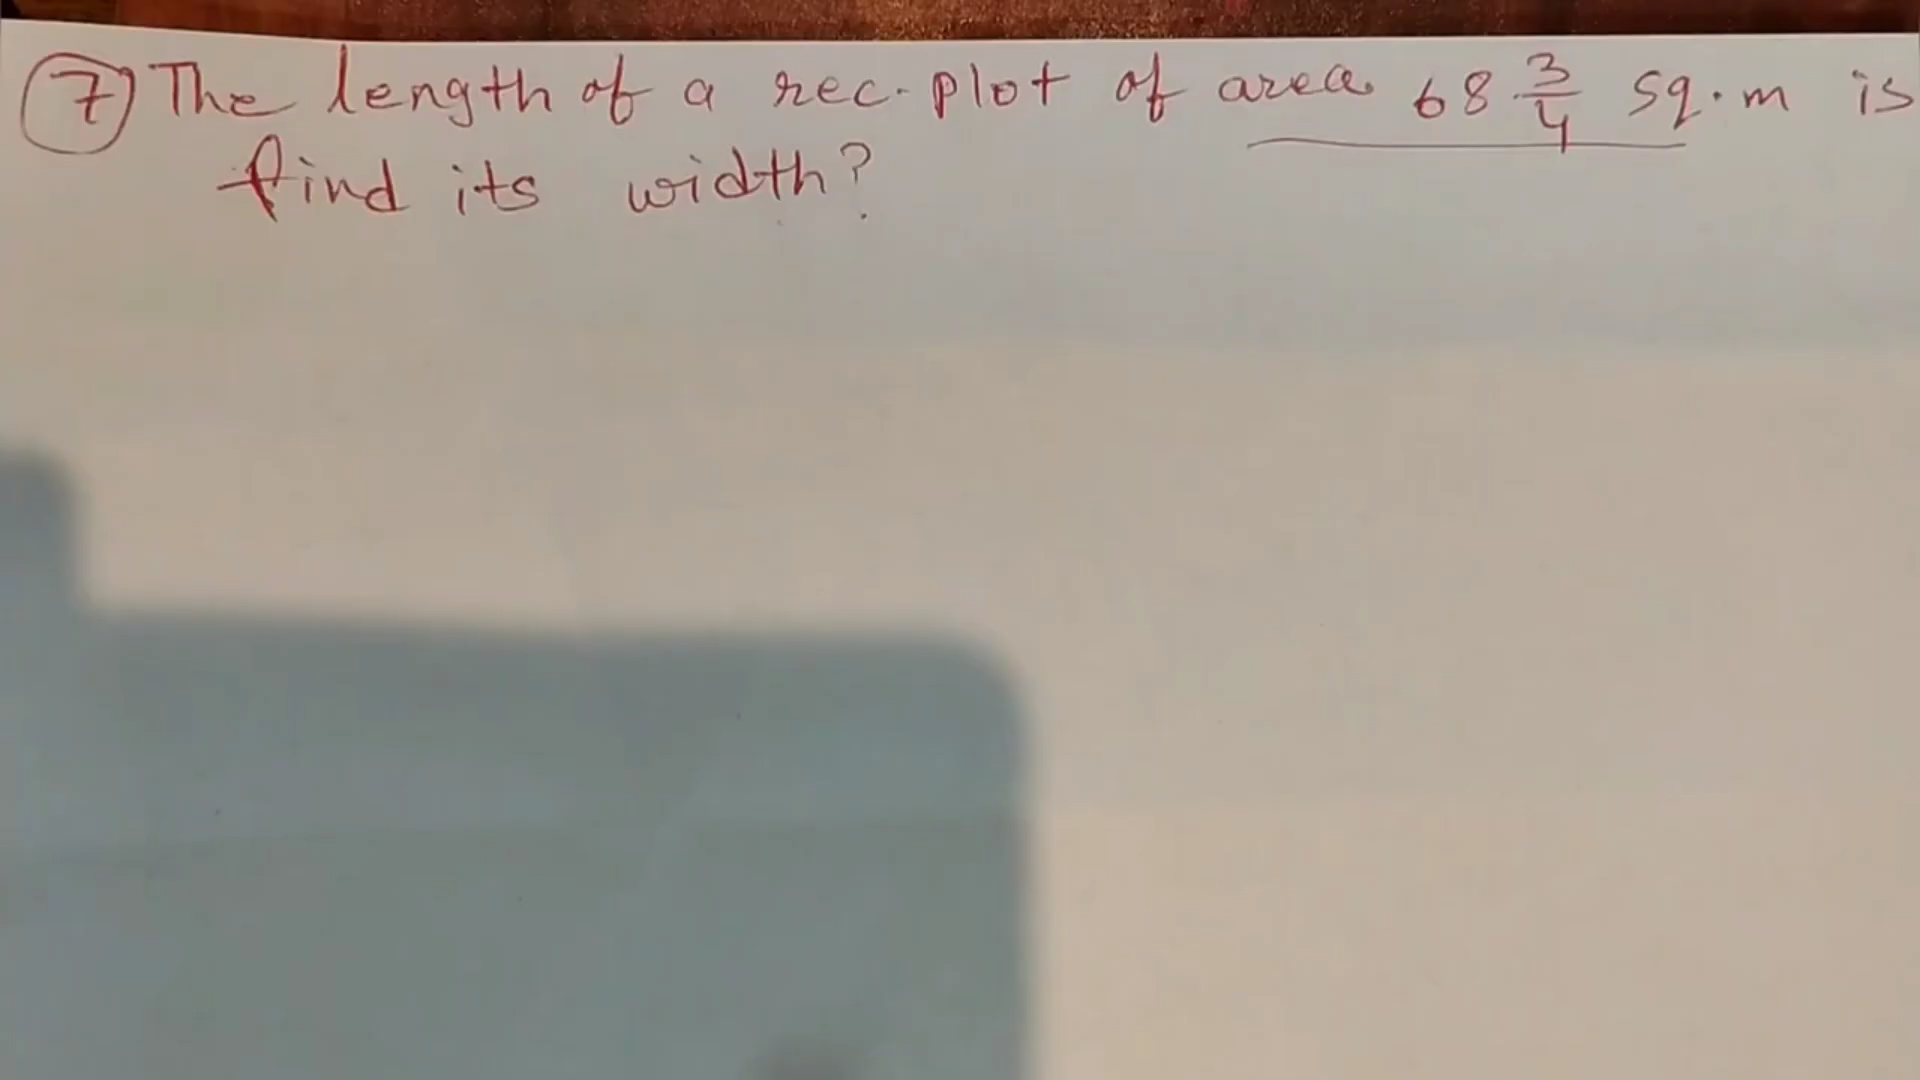 7 The length of a rec. plot of area 68 3/4 sq.m is
find its width?